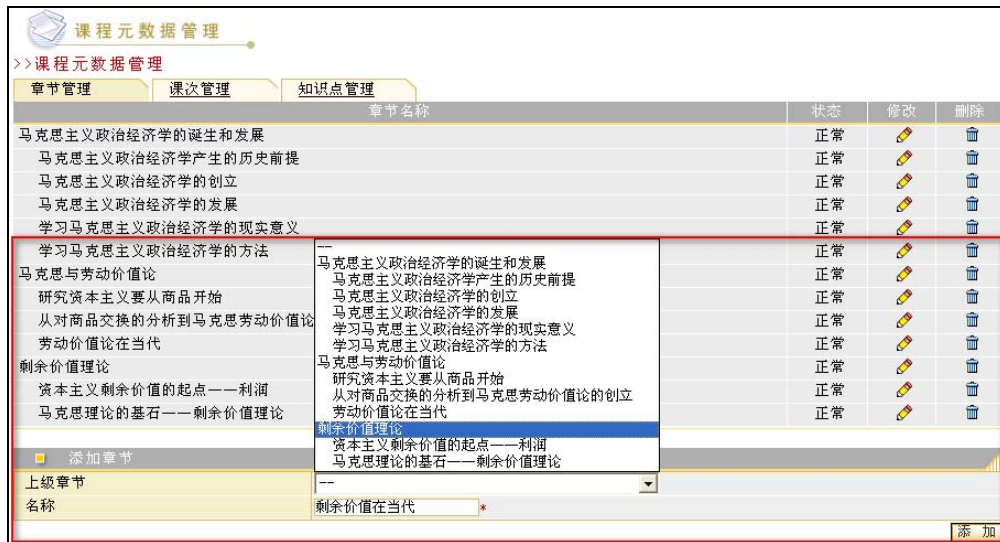 课程元数据管理
>>课程元数据管理
章节管理 课次管理 知识点管理
章节名称 状态 修改 删除
马克思主义政治经济学的诞生和发展 正常
马克思主义政治经济学产生的历史前提 正常
马克思主义政治经济学的创立 正常
马克思主义政治经济学的发展 正常
学习马克思主义政治经济学的现实意义 正常
学习马克思主义政治经济学的方法 正常
马克思与劳动价值论 正常
研究资本主义要从商品开始 正常
从对商品交换的分析到马克思劳动价值论 正常
劳动价值论在当代 正常
剩余价值理论 正常
资本主义剩余价值的起点——利润 正常
马克思理论的基石——剩余价值理论 正常
--
马克思主义政治经济学的诞生和发展
马克思主义政治经济学产生的历史前提
马克思主义政治经济学的创立
马克思主义政治经济学的发展
学习马克思主义政治经济学的现实意义
学习马克思主义政治经济学的方法
马克思与劳动价值论
研究资本主义要从商品开始
从对商品交换的分析到马克思劳动价值论的创立
劳动价值论在当代
剩余价值理论
资本主义剩余价值的起点——利润
马克思理论的基石——剩余价值理论
添加章节
上级章节 --
名称 剩余价值在当代 *
添 加